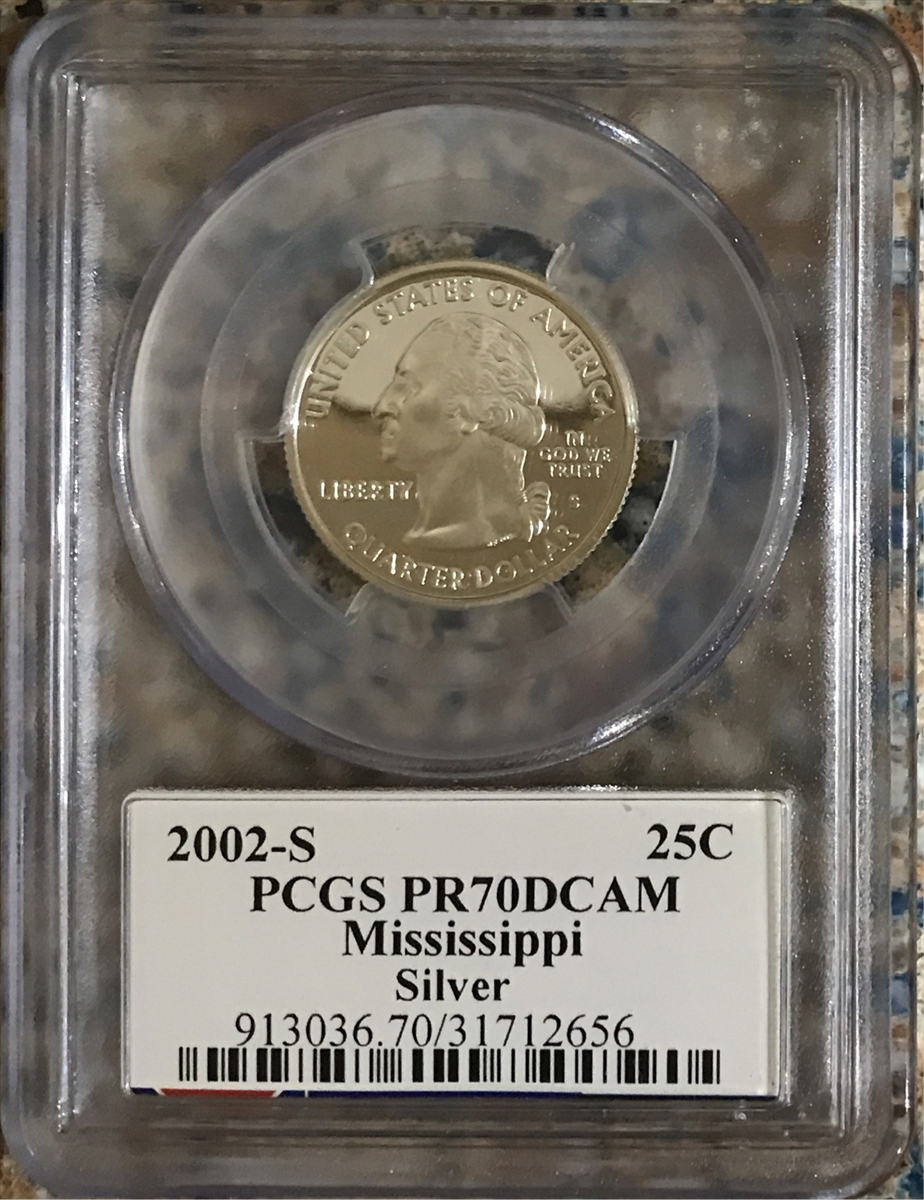 UNITED STATES OF AMERICA
IN
GOD WE
TRUST
LIBERTY
S
QUARTER DOLLAR
2002-S 25C
PCGS PR70DCAM
Mississippi
Silver
913036.70/31712656